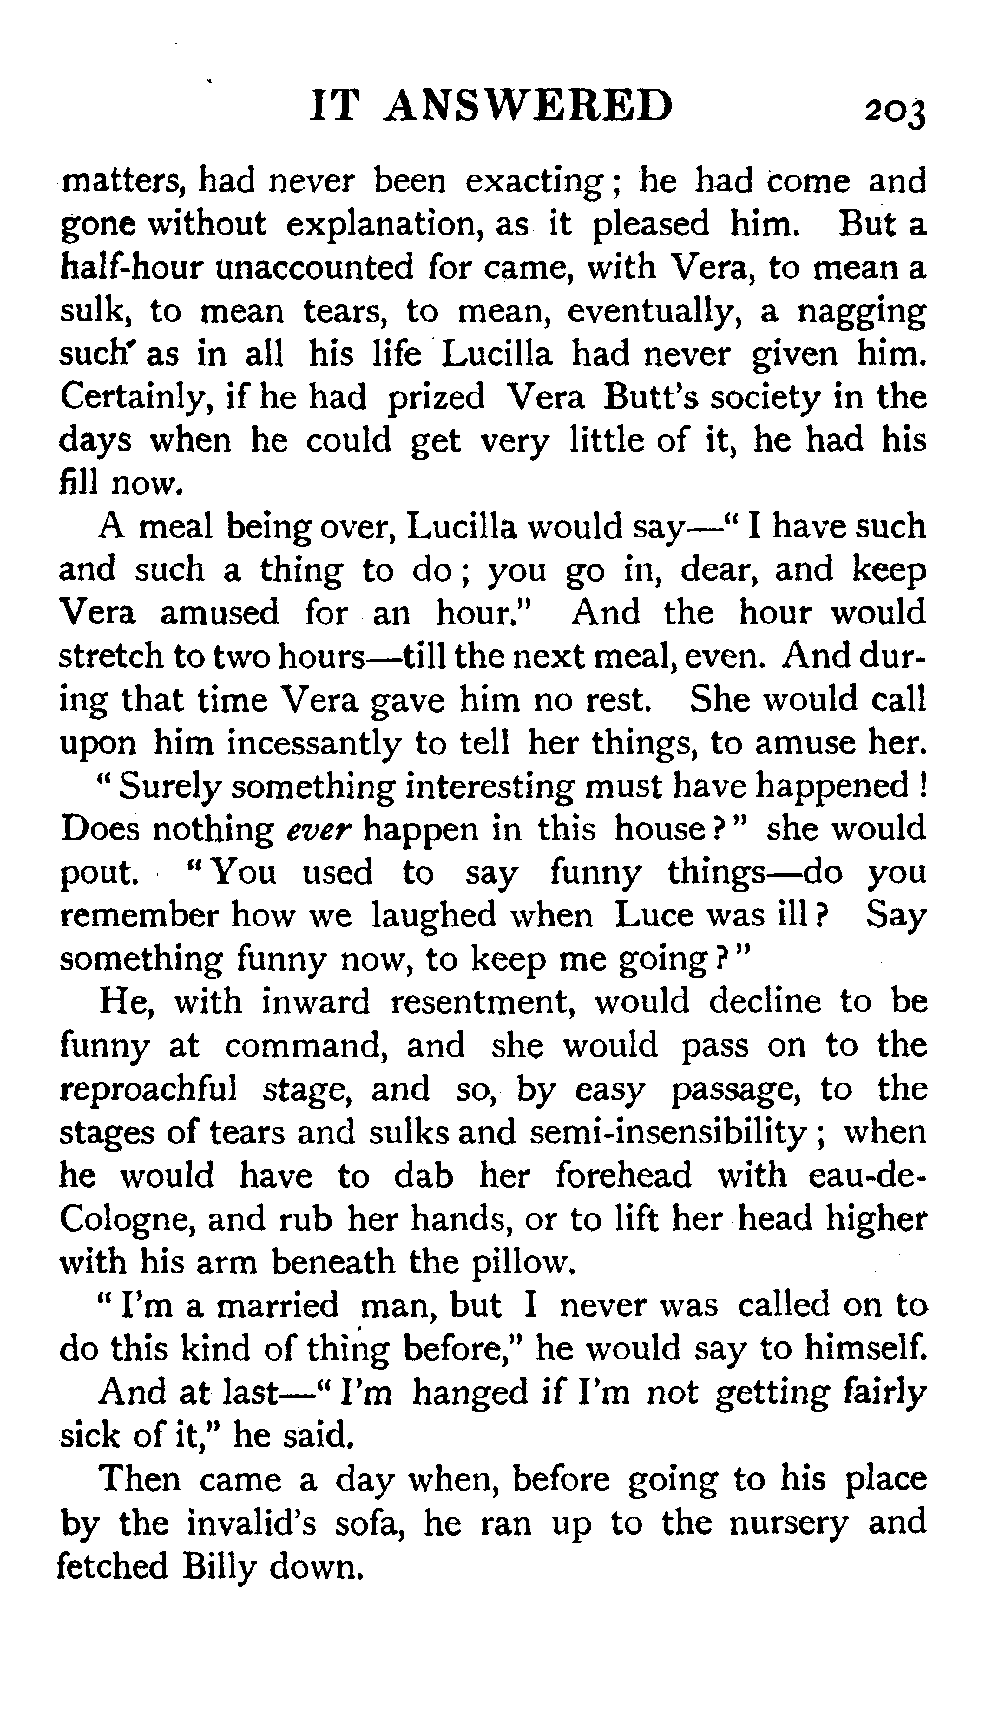 IT ANSWERED 203
matters, had never been exacting; he had come and
gone without explanation, as it pleased him. But a
half-hour unaccounted for came, with Vera, to mean a
sulk, to mean tears, to mean, eventually, a nagging
such as in all his life Lucilla had never given him.
Certainly, if he had prized Vera Butt's society in the
days when he could get very little of it, he had his
fill now.
A meal being over, Lucilla would say—"I have such
and such a thing to do; you go in, dear, and keep
Vera amused for an hour." And the hour would
stretch to two hours—till the next meal, even. And dur-
ing that time Vera gave him no rest. She would call
upon him incessantly to tell her things, to amuse her.
"Surely something interesting must have happened!
Does nothing ever happen in this house?" she would
pout. "You used to say funny things—do you
remember how we laughed when Luce was ill? Say
something funny now, to keep me going?"
He, with inward resentment, would decline to be
funny at command, and she would pass on to the
reproachful stage, and so, by easy passage, to the
stages of tears and sulks and semi-insensibility; when
he would have to dab her forehead with eau-de-
Cologne, and rub her hands, or to lift her head higher
with his arm beneath the pillow.
"I'm a married man, but I never was called on to
do this kind of thing before," he would say to himself.
And at last—"I'm hanged if I'm not getting fairly
sick of it," he said.
Then came a day when, before going to his place
by the invalid's sofa, he ran up to the nursery and
fetched Billy down.